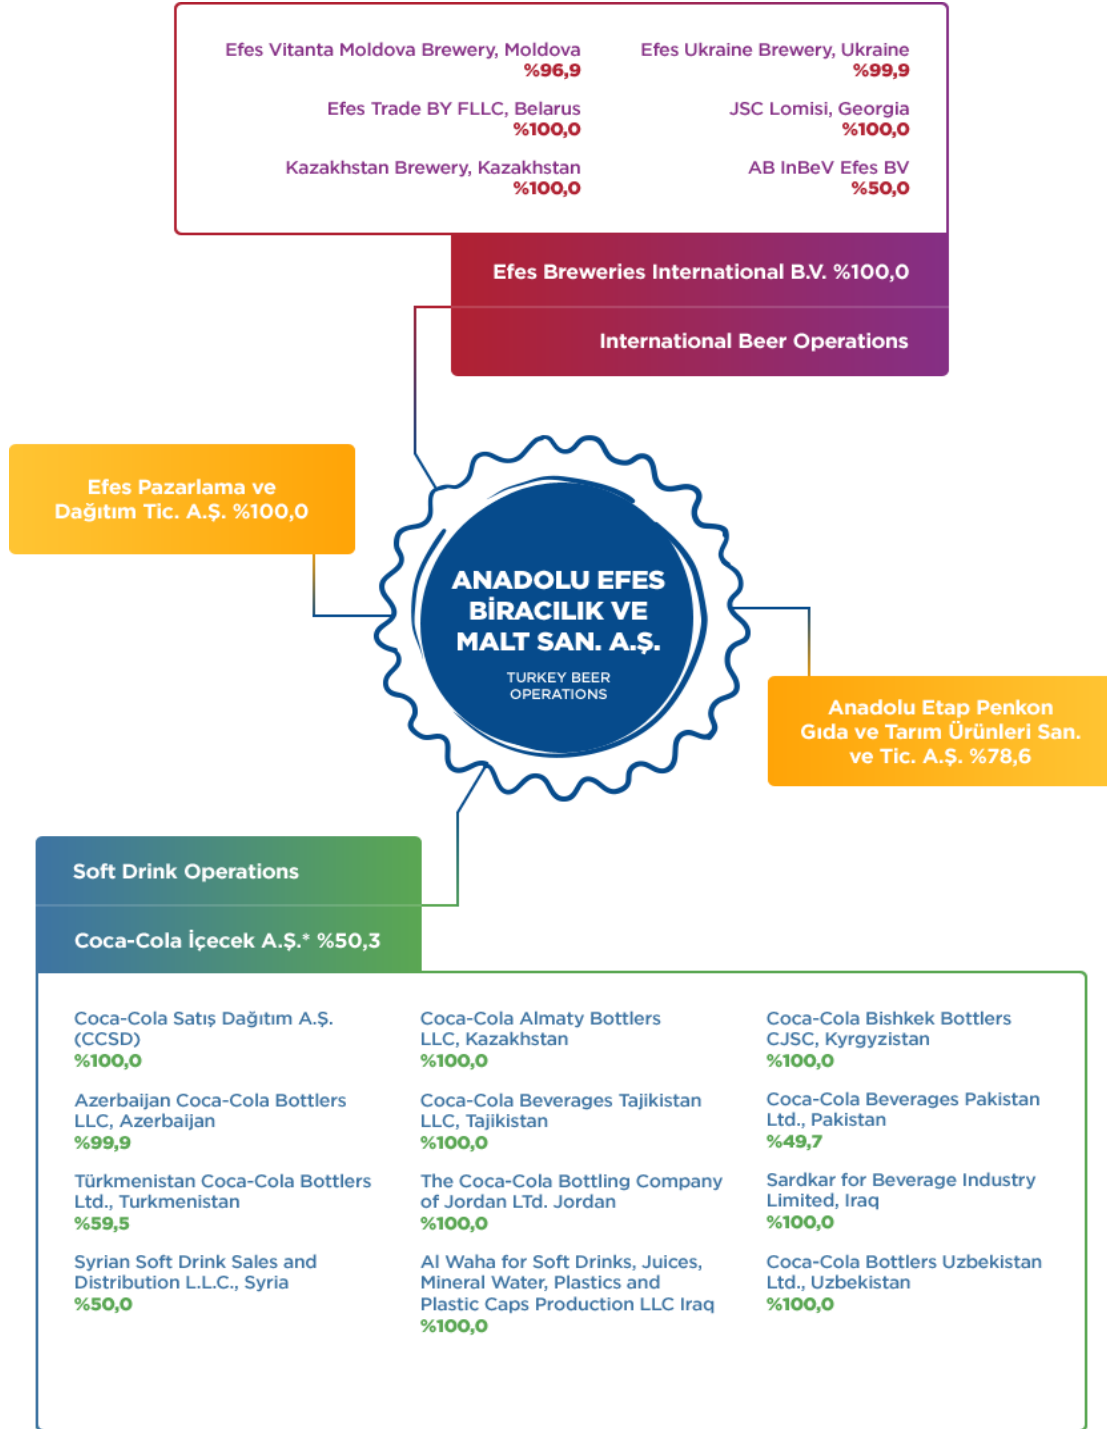 Efes Vitanta Moldova Brewery, Moldova
%96,9
Efes Ukraine Brewery, Ukraine
%99,9
Efes Trade BY FLLC, Belarus
%100,0
JSC Lomisi, Georgia
%100,0
Kazakhstan Brewery, Kazakhstan
%100,0
AB InBeV Efes BV
%50,0
Efes Breweries International B.V. %100,0
International Beer Operations
Efes Pazarlama ve
Dağıtım Tic. A.Ş. %100,0
ANADOLU EFES
BİRACILIK VE
MALT SAN. A.Ş.
TURKEY BEER
OPERATIONS
Anadolu Etap Penkon
Gıda ve Tarım Ürünleri San.
ve Tic. A.Ş. %78,6
Soft Drink Operations
Coca-Cola İçecek A.Ş.* %50,3
Coca-Cola Satış Dağıtım A.Ş.
(CCSD)
%100,0
Coca-Cola Almaty Bottlers
LLC, Kazakhstan
%100,0
Coca-Cola Bishkek Bottlers
CJSC, Kyrgyzistan
%100,0
Azerbaijan Coca-Cola Bottlers
LLC, Azerbaijan
%99,9
Coca-Cola Beverages Tajikistan
LLC, Tajikistan
%100,0
Coca-Cola Beverages Pakistan
Ltd., Pakistan
%49,7
Türkmenistan Coca-Cola Bottlers
Ltd., Turkmenistan
%59,5
The Coca-Cola Bottling Company
of Jordan LTd. Jordan
%100,0
Sardkar for Beverage Industry
Limited, Iraq
%100,0
Syrian Soft Drink Sales and
Distribution L.L.C., Syria
%50,0
Al Waha for Soft Drinks, Juices,
Mineral Water, Plastics and
Plastic Caps Production LLC Iraq
%100,0
Coca-Cola Bottlers Uzbekistan
Ltd., Uzbekistan
%100,0